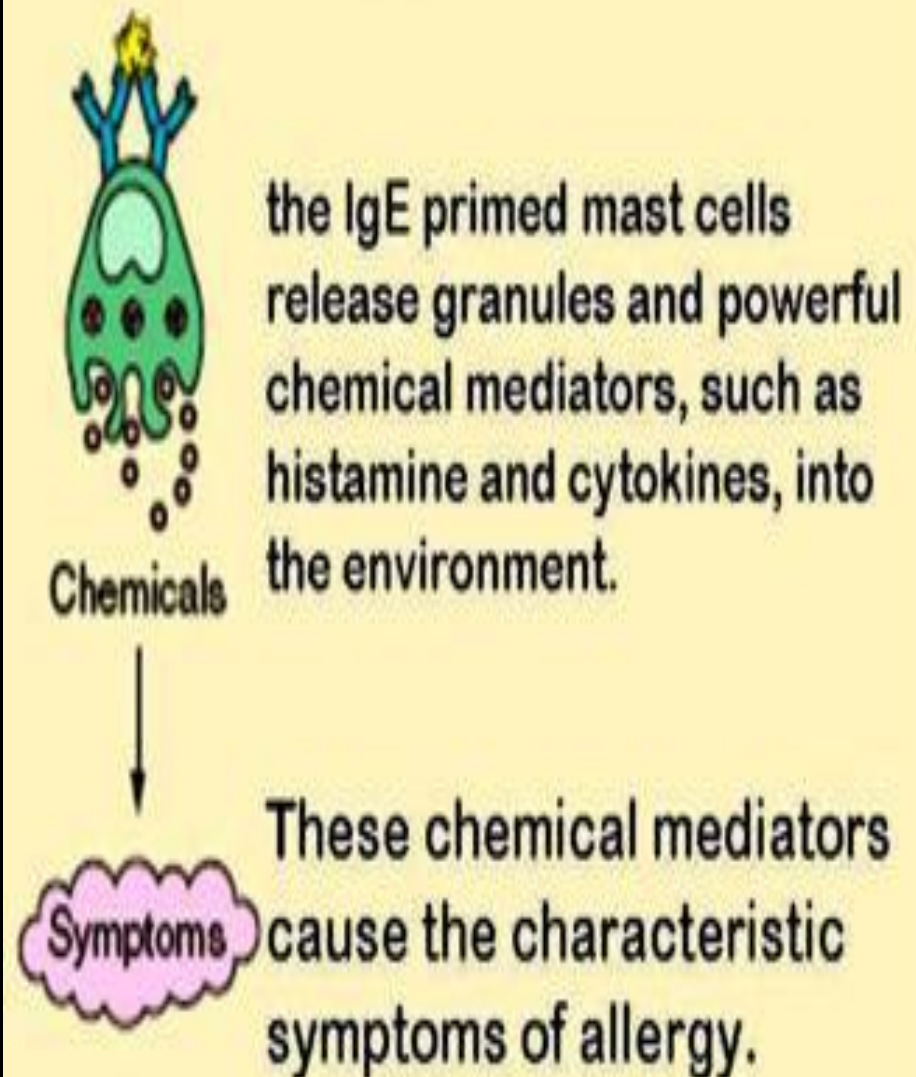 the IgE primed mast cells
release granules and powerful
chemical mediators, such as
histamine and cytokines, into
the environment.
Chemicals
These chemical mediators
cause the characteristic
symptoms of allergy.
Symptoms